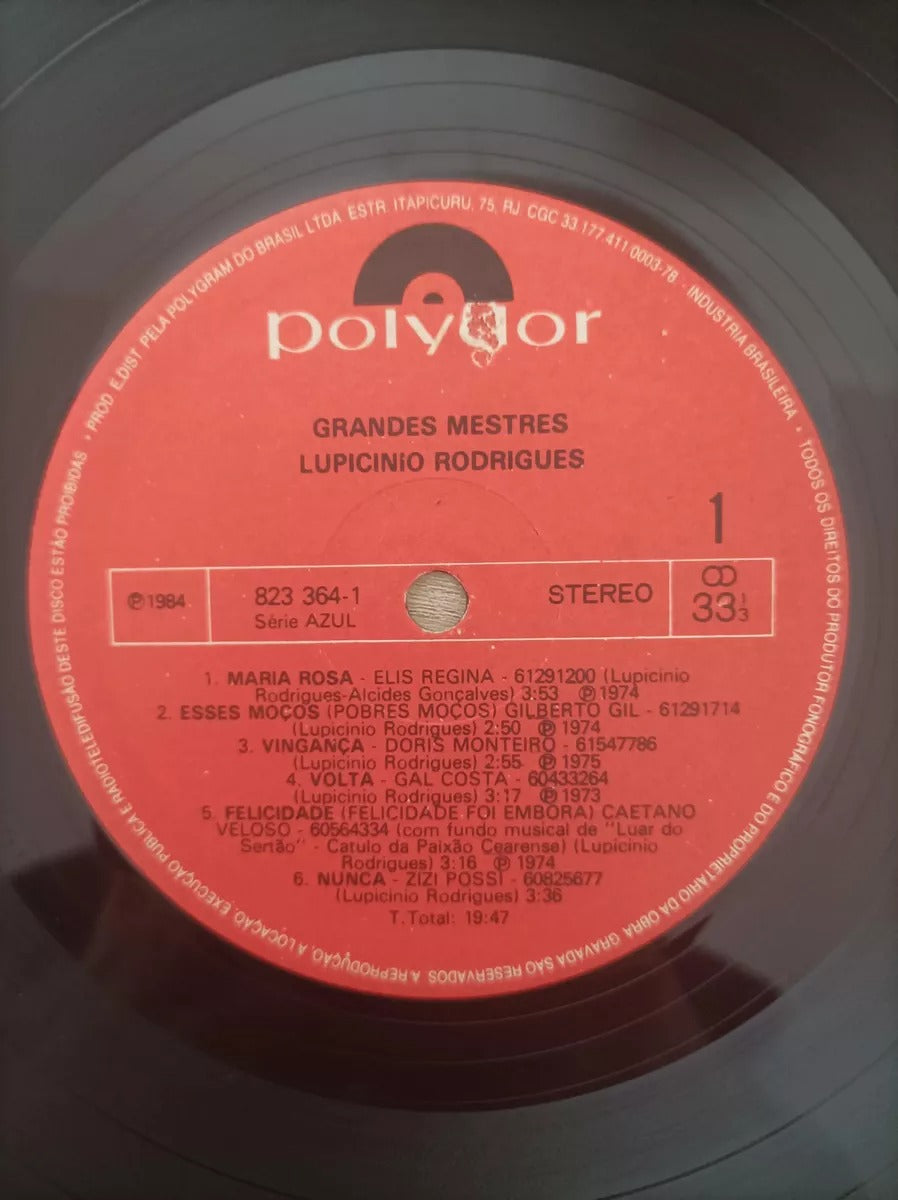 PROD E.DIST PELA POLYGRAM DO BRASIL LTDA. ESTR. ITAPICURU, 75, RJ. CGC 33.177.411.0003-78 · INDUSTRIA BRASILEIRA · TODOS OS DIREITOS DO PRODUTOR FONOGRÁFICO E DO PROPRIETARIO DA OBRA GRAVADA SÃO RESERVADOS. A REPRODUÇÃO, A LOCAÇÃO, EXECUÇÃO PUBLICA E RADIOTELEDIFUSÃO DESTE DISCO ESTÃO PROIBIDAS ·
polydor
GRANDES MESTRES
LUPICINIO RODRIGUES
1
℗1984
823 364-1
Série AZUL
STEREO
33 1/3
1. MARIA ROSA - ELIS REGINA - 61291200 (Lupicinio
Rodrigues-Alcides Gonçalves) 3:53 ℗ 1974
2. ESSES MOÇOS (POBRES MOÇOS) GILBERTO GIL - 61291714
(Lupicinio Rodrigues) 2:50 ℗ 1974
3. VINGANÇA - DORIS MONTEIRO - 61547786
(Lupicinio Rodrigues) 2:55 ℗ 1975
4. VOLTA - GAL COSTA - 60433264
(Lupicinio Rodrigues) 3:17 ℗ 1973
5. FELICIDADE (FELICIDADE FOI EMBORA) CAETANO
VELOSO - 60564334 (com fundo musical de "Luar do
Sertão" - Catulo da Paixão Cearense) (Lupicinio
Rodrigues) 3:16 ℗ 1974
6. NUNCA - ZIZI POSSI - 60825677
(Lupicinio Rodrigues) 3:36
T. Total: 19:47